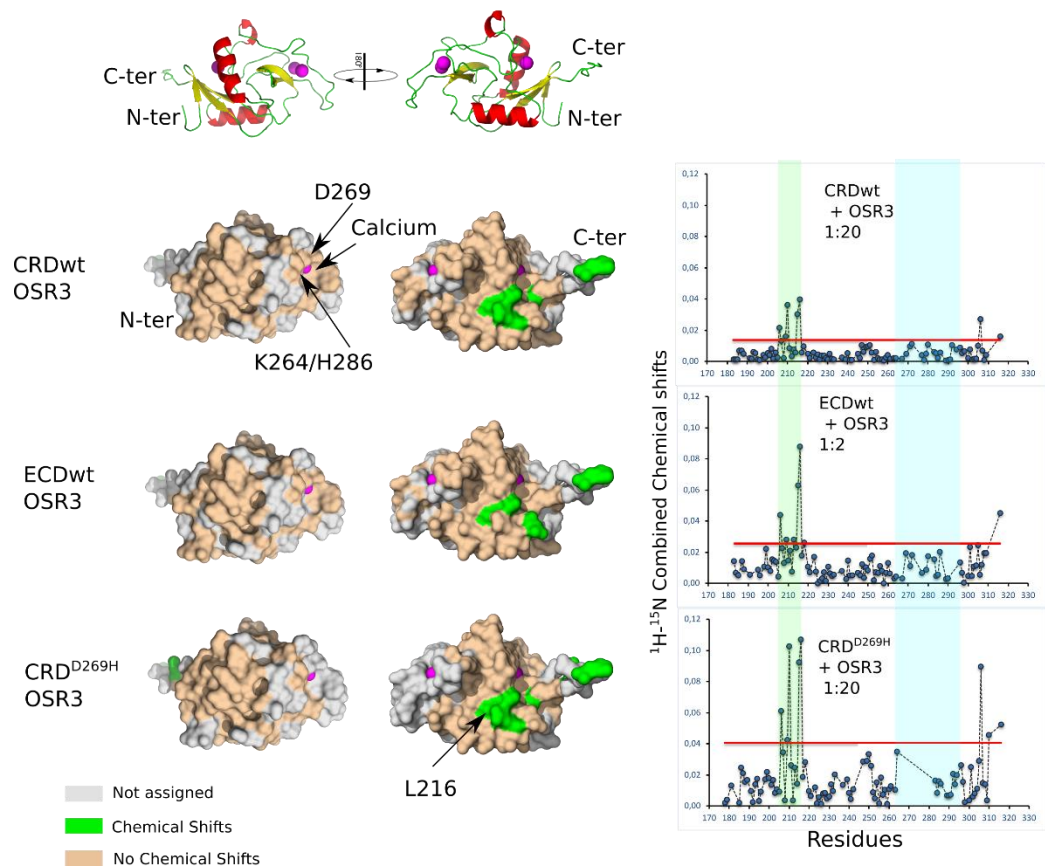 C-ter
N-ter
180°
C-ter
N-ter
CRDwt
OSR3
D269
Calcium
C-ter
N-ter
K264/H286
ECDwt
OSR3
CRD^D269H
OSR3
L216
Not assigned
Chemical Shifts
No Chemical Shifts
¹H-¹⁵N Combined Chemical shifts
0,12
0,10
0,08
0,06
0,04
0,02
0,00
170 180 190 200 210 220 230 240 250 260 270 280 290 300 310 320 330
CRDwt
+ OSR3
1:20
0,12
0,10
0,08
0,06
0,04
0,02
0,00
170 180 190 200 210 220 230 240 250 260 270 280 290 300 310 320 330
ECDwt
+ OSR3
1:2
0,12
0,10
0,08
0,06
0,04
0,02
0,00
170 180 190 200 210 220 230 240 250 260 270 280 290 300 310 320 330
CRD^D269H
+ OSR3
1:20
Residues